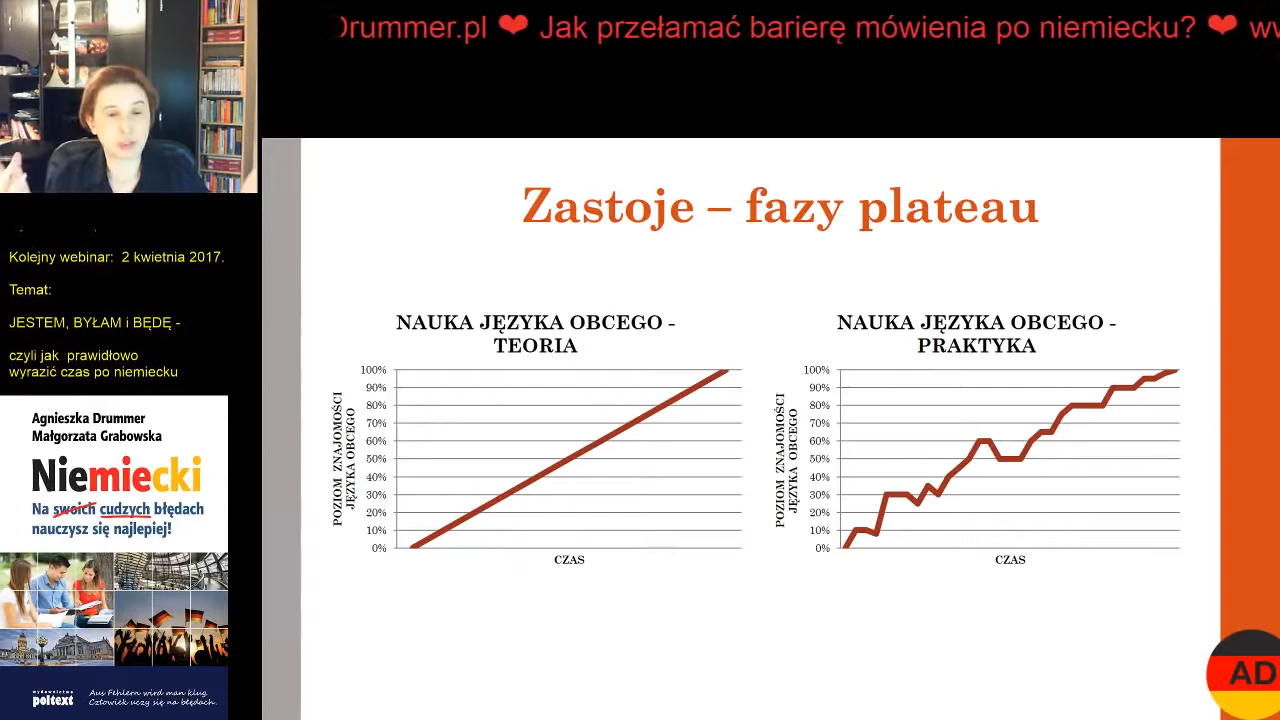 Drummer.pl ❤ Jak przełamać barierę mówienia po niemiecku? ❤
Kolejny webinar: 2 kwietnia 2017.
Temat:
JESTEM, BYŁAM i BĘDĘ -
czyli jak prawidłowo
wyrazić czas po niemiecku
Agnieszka Drummer
Małgorzata Grabowska
Niemiecki
Na swoich cudzych błędach
nauczysz się najlepiej!
wydawnictwo
poltext
Aus Fehlern wird man klug.
Człowiek uczy się na błędach.
Zastoje – fazy plateau
NAUKA JĘZYKA OBCEGO -
TEORIA
POZIOM ZNAJOMOŚCI
JĘZYKA OBCEGO
100%
90%
80%
70%
60%
50%
40%
30%
20%
10%
0%
CZAS
NAUKA JĘZYKA OBCEGO -
PRAKTYKA
POZIOM ZNAJOMOŚCI
JĘZYKA OBCEGO
100%
90%
80%
70%
60%
50%
40%
30%
20%
10%
0%
CZAS
AD